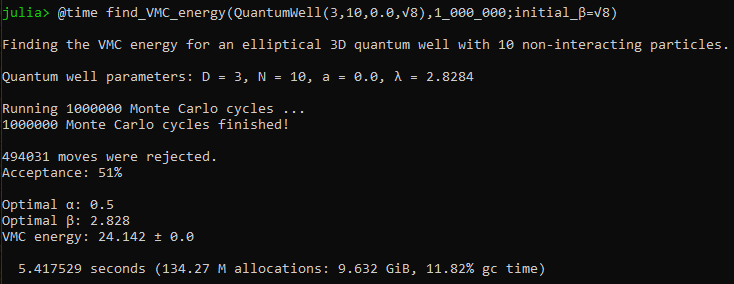 julia> @time find_VMC_energy(QuantumWell(3,10,0.0,√8),1_000_000;initial_β=√8)
Finding the VMC energy for an elliptical 3D quantum well with 10 non-interacting particles.
Quantum well parameters: D = 3, N = 10, a = 0.0, λ = 2.8284
Running 1000000 Monte Carlo cycles ...
1000000 Monte Carlo cycles finished!
494031 moves were rejected.
Acceptance: 51%
Optimal α: 0.5
Optimal β: 2.828
VMC energy: 24.142 ± 0.0
5.417529 seconds (134.27 M allocations: 9.632 GiB, 11.82% gc time)